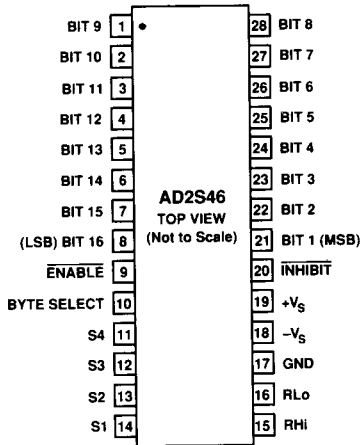 BIT 9 1 28 BIT 8
BIT 10 2 27 BIT 7
BIT 11 3 26 BIT 6
BIT 12 4 25 BIT 5
BIT 13 5 24 BIT 4
BIT 14 6 23 BIT 3
BIT 15 7 22 BIT 2
(LSB) BIT 16 8 21 BIT 1 (MSB)
ENABLE 9 20 INHIBIT
BYTE SELECT 10 19 +VS
S4 11 18 –VS
S3 12 17 GND
S2 13 16 RLo
S1 14 15 RHi
AD2S46
TOP VIEW
(Not to Scale)